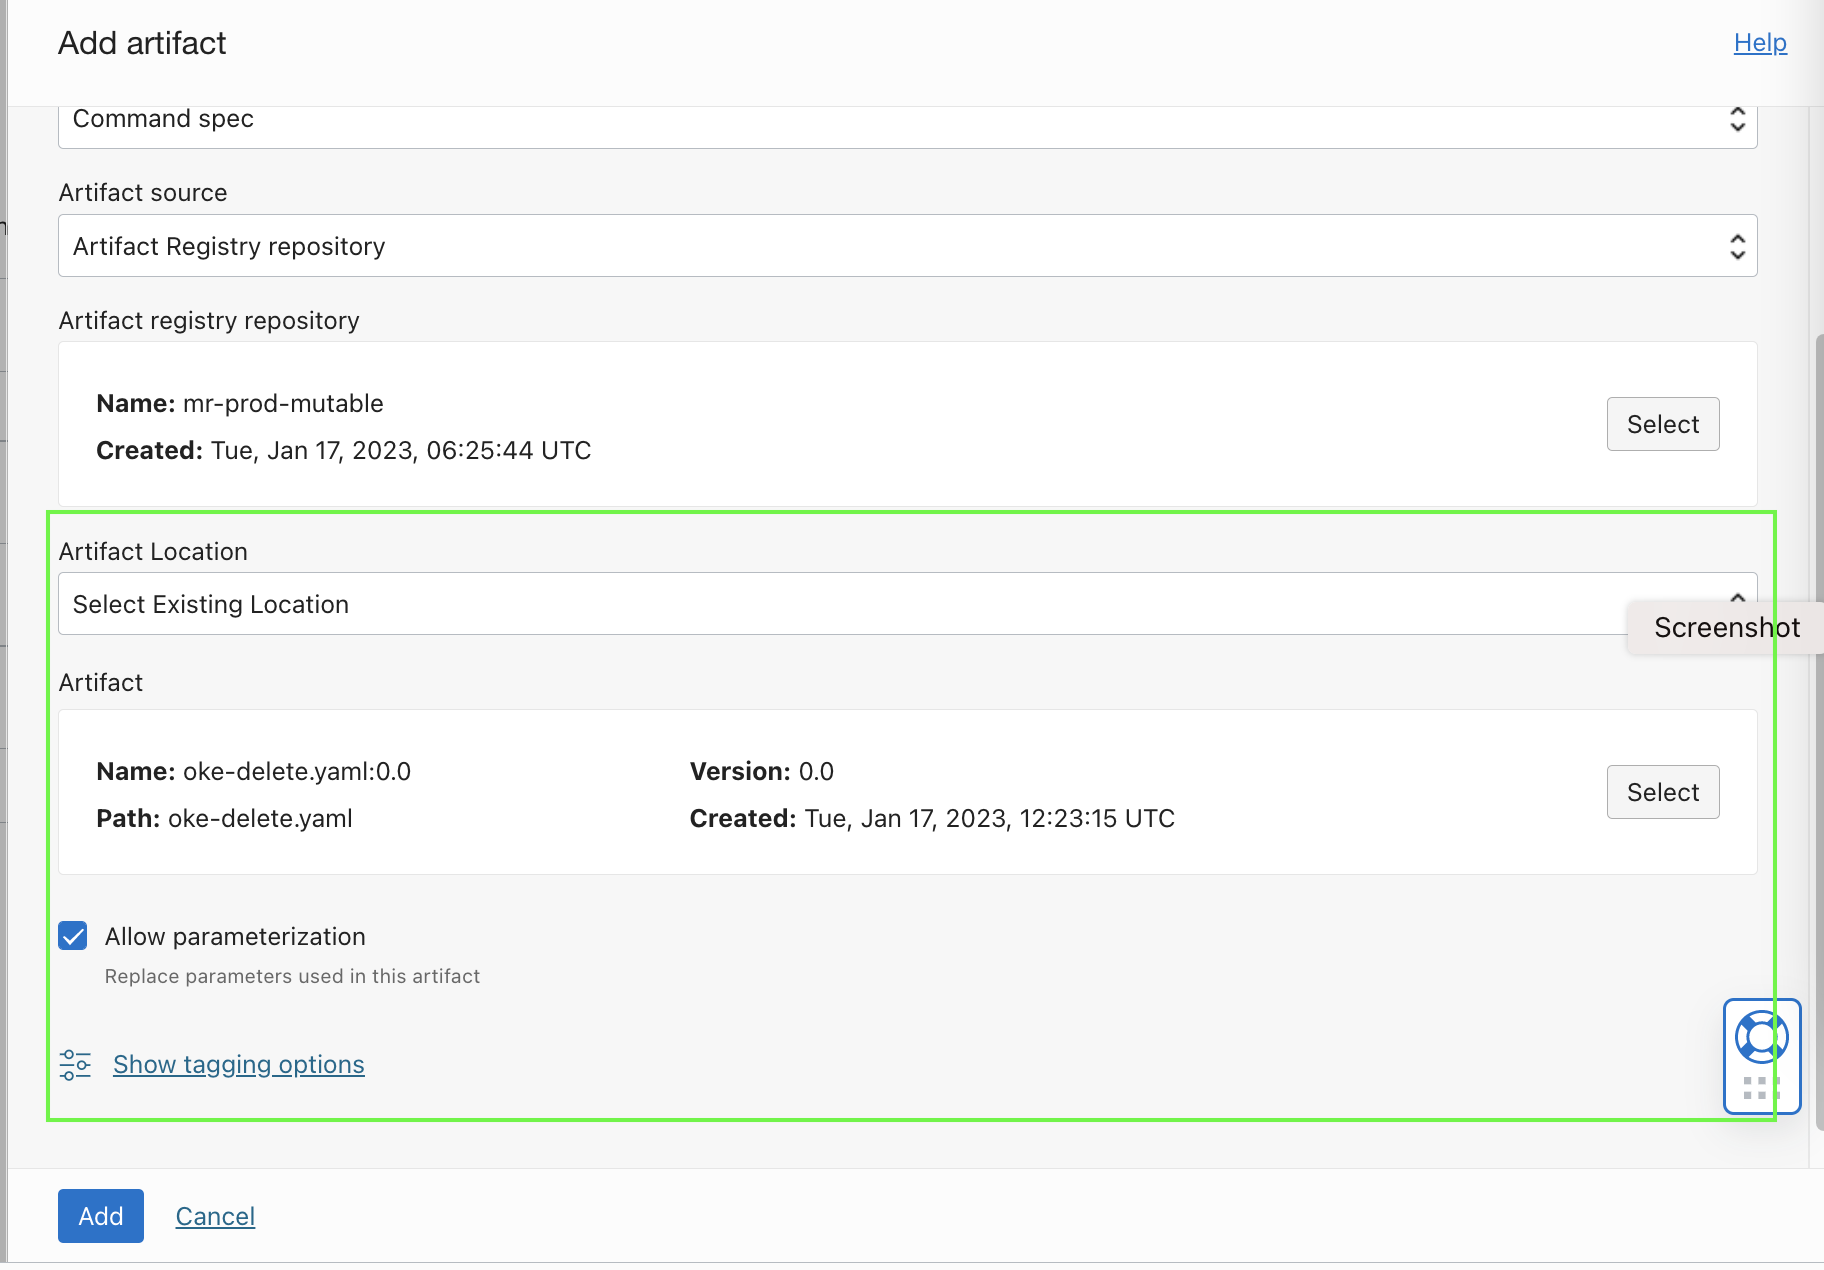 Add artifact
Help
Command spec
Artifact source
Artifact Registry repository
Artifact registry repository
Name: mr-prod-mutable
Created: Tue, Jan 17, 2023, 06:25:44 UTC
Select
Artifact Location
Select Existing Location
Screenshot
Artifact
Name: oke-delete.yaml:0.0
Version: 0.0
Path: oke-delete.yaml
Created: Tue, Jan 17, 2023, 12:23:15 UTC
Select
Allow parameterization
Replace parameters used in this artifact
Show tagging options
Add
Cancel